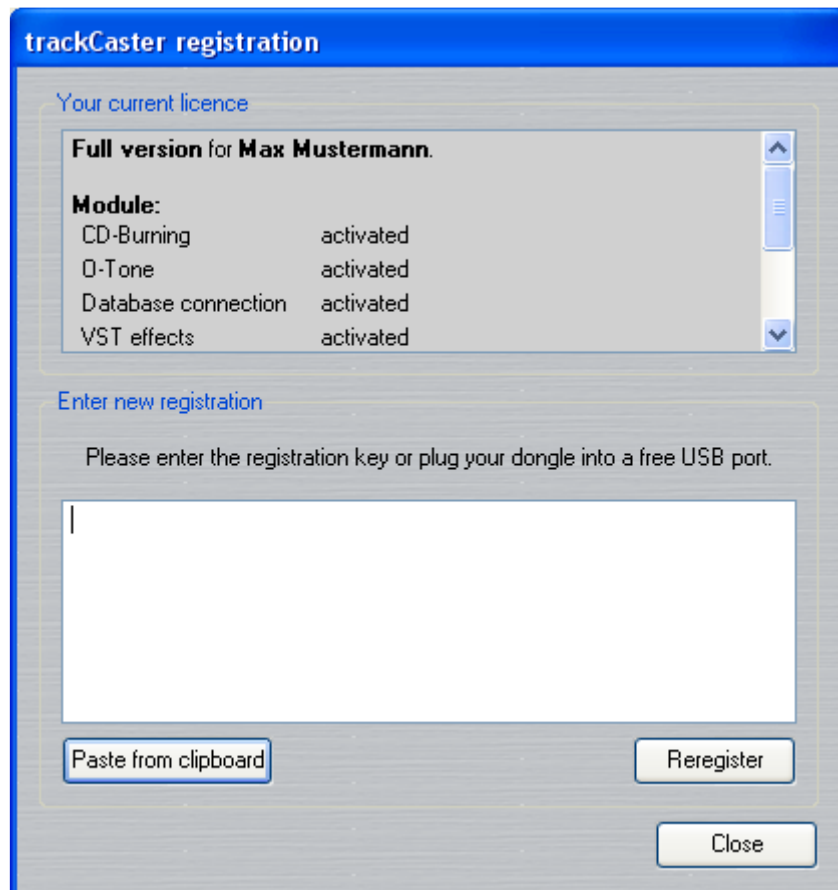 trackCaster registration
Your current licence
Full version for Max Mustermann.
Module:
CD-Burning activated
O-Tone activated
Database connection activated
VST effects activated
Enter new registration
Please enter the registration key or plug your dongle into a free USB port.
Paste from clipboard Reregister
Close